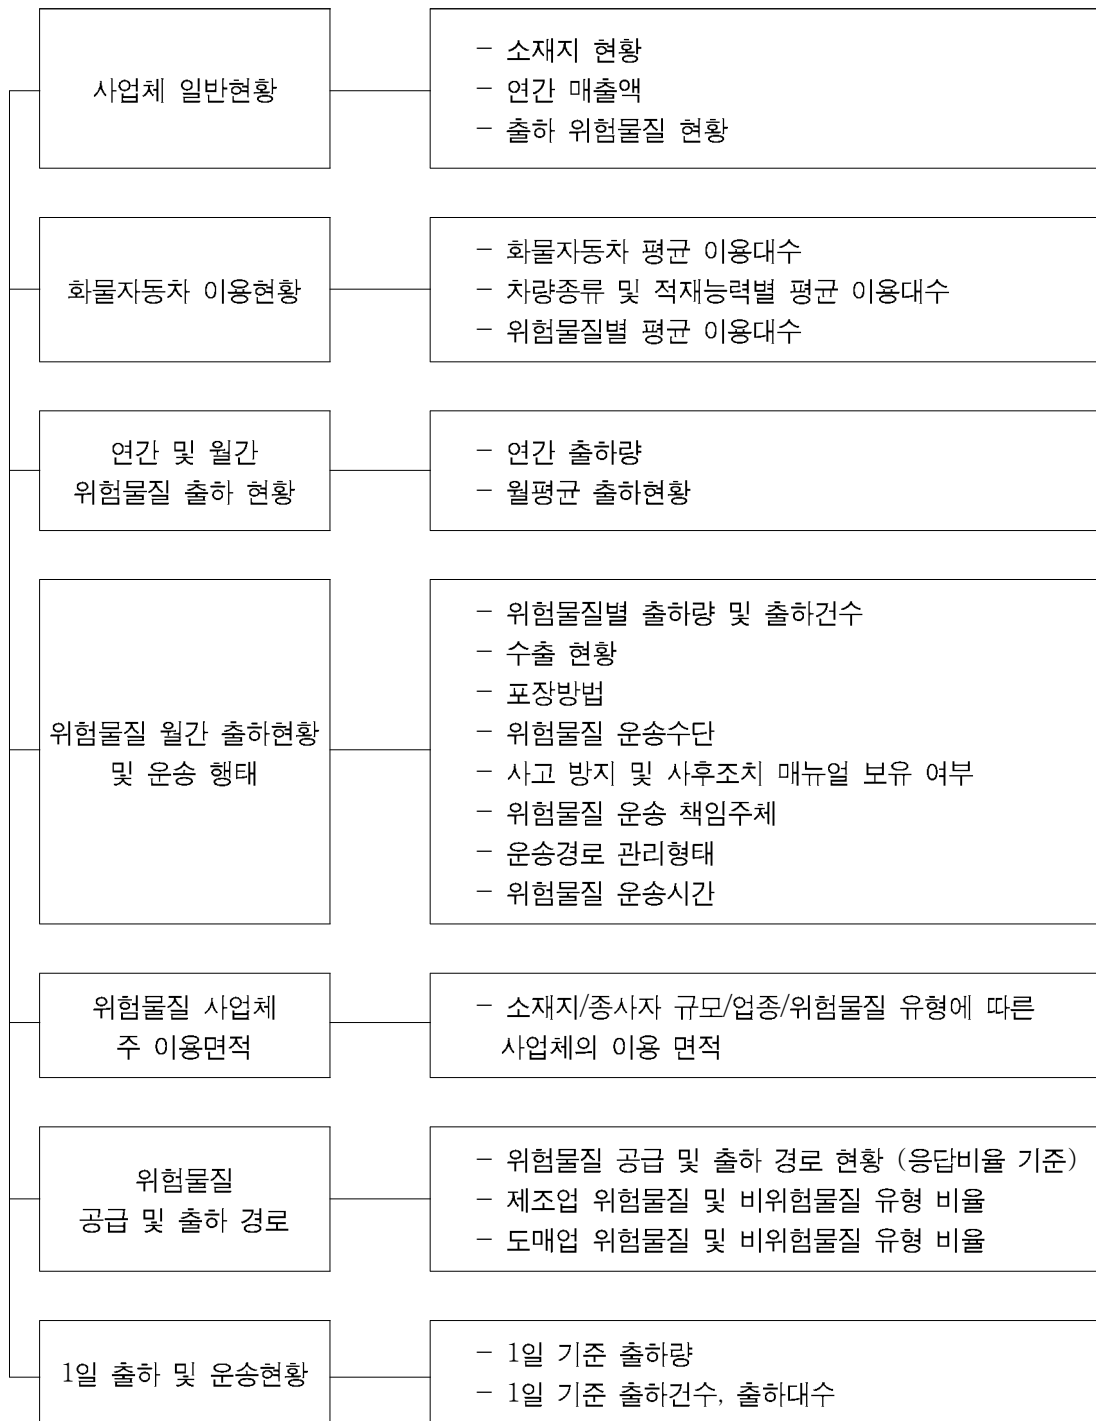 사업체 일반현황
- 소재지 현황
- 연간 매출액
- 출하 위험물질 현황
화물자동차 이용현황
- 화물자동차 평균 이용대수
- 차량종류 및 적재능력별 평균 이용대수
- 위험물질별 평균 이용대수
연간 및 월간
위험물질 출하 현황
- 연간 출하량
- 월평균 출하현황
위험물질 월간 출하현황
및 운송 행태
- 위험물질별 출하량 및 출하건수
- 수출 현황
- 포장방법
- 위험물질 운송수단
- 사고 방지 및 사후조치 매뉴얼 보유 여부
- 위험물질 운송 책임주체
- 운송경로 관리형태
- 위험물질 운송시간
위험물질 사업체
주 이용면적
- 소재지/종사자 규모/업종/위험물질 유형에 따른
사업체의 이용 면적
위험물질
공급 및 출하 경로
- 위험물질 공급 및 출하 경로 현황 (응답비율 기준)
- 제조업 위험물질 및 비위험물질 유형 비율
- 도매업 위험물질 및 비위험물질 유형 비율
1일 출하 및 운송현황
- 1일 기준 출하량
- 1일 기준 출하건수, 출하대수